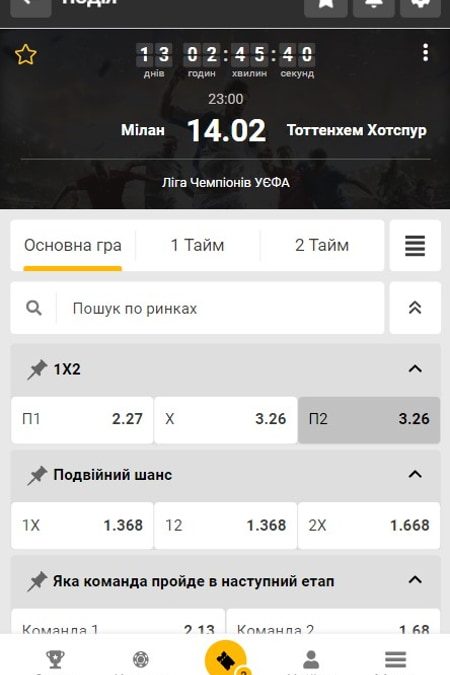 подія
13 02:45:40
днів годин хвилин секунд
23:00
Мілан 14.02 Тоттенхем Хотспур
Ліга Чемпіонів УЄФА
Основна гра 1 Тайм 2 Тайм
Пошук по ринках
1X2
П1 2.27 X 3.26 П2 3.26
Подвійний шанс
1X 1.368 12 1.368 2X 1.668
Яка команда пройде в наступний етап
Команда 1 2.13 Команда 2 1.68